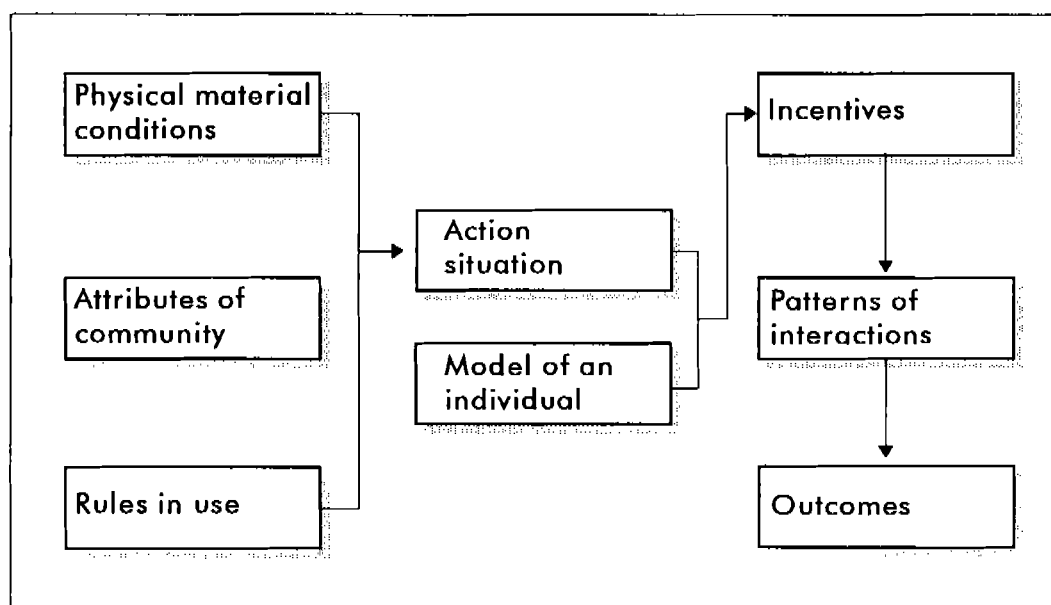 Physical material
conditions
Attributes of
community
Rules in use
Action
situation
Model of an
individual
Incentives
Patterns of
interactions
Outcomes